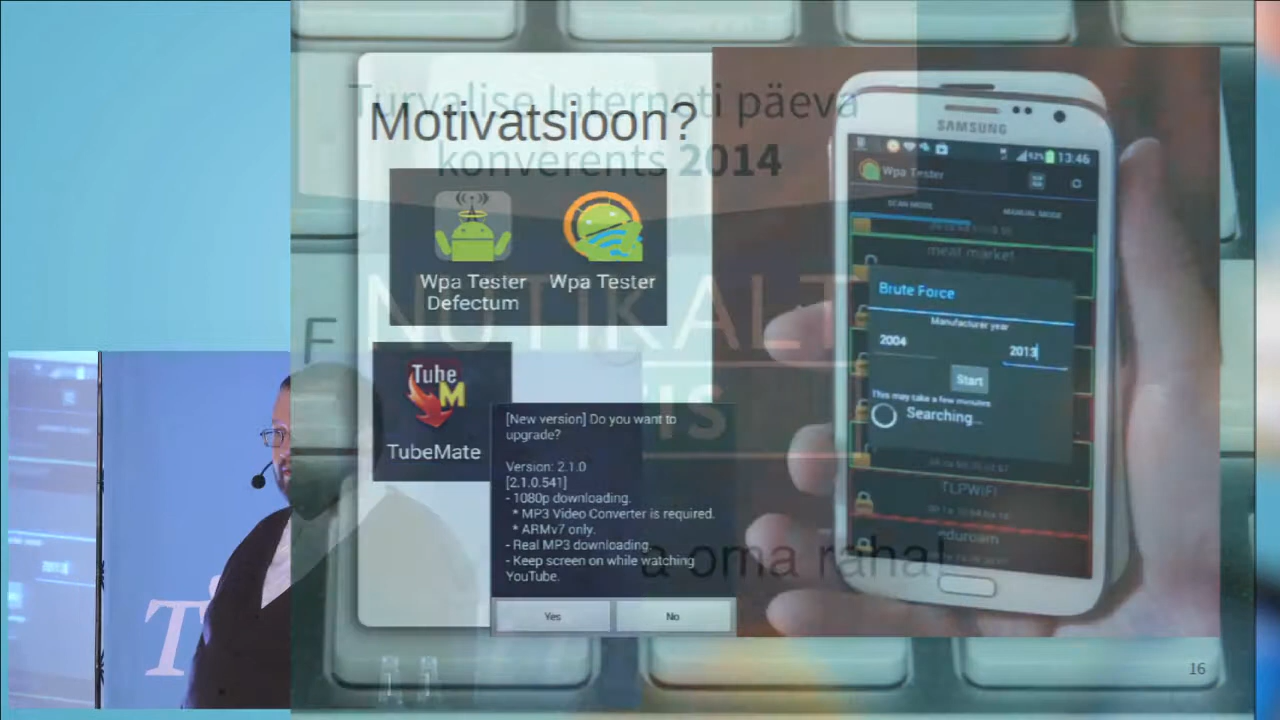 Turvalise Interneti päeva
konverents 2014
Motivatsioon?
Wpa Tester
Defectum
Wpa Tester
NUTIKALT
F
Tube
M
TubeMate
[New version] Do you want to
upgrade?
Version: 2.1.0
[2.1.0.541]
- 1080p downloading.
* MP3 Video Converter is required.
* ARMv7 only.
- Real MP3 downloading.
- Keep screen on while watching
YouTube.
Yes
No
a oma raha!
SAMSUNG
13:46
Wpa Tester
SCAN MODE
MANUAL MODE
meat market
Brute Force
Manufacturer year
2004
2013
Start
This may take a few minutes
Searching...
TLPWIFI
eduroam
T
16